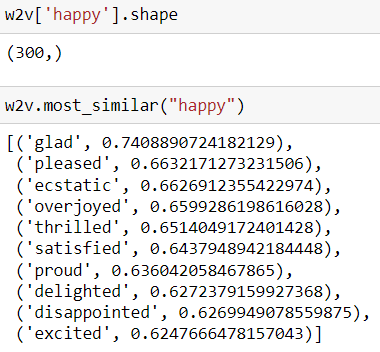 w2v['happy'].shape
(300,)
w2v.most_similar("happy")
[('glad', 0.7408890724182129),
('pleased', 0.6632171273231506),
('ecstatic', 0.6626912355422974),
('overjoyed', 0.6599286198616028),
('thrilled', 0.6514049172401428),
('satisfied', 0.6437948942184448),
('proud', 0.636042058467865),
('delighted', 0.6272379159927368),
('disappointed', 0.6269949078559875),
('excited', 0.6247666478157043)]